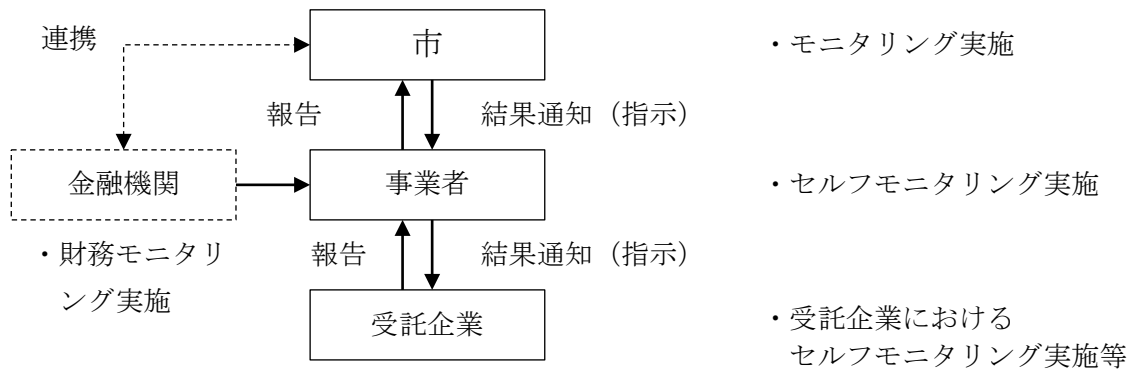 連携
市
・モニタリング実施
報告
結果通知（指示）
金融機関
事業者
・セルフモニタリング実施
・財務モニタリ
ング実施
報告
結果通知（指示）
受託企業
・受託企業における
セルフモニタリング実施等